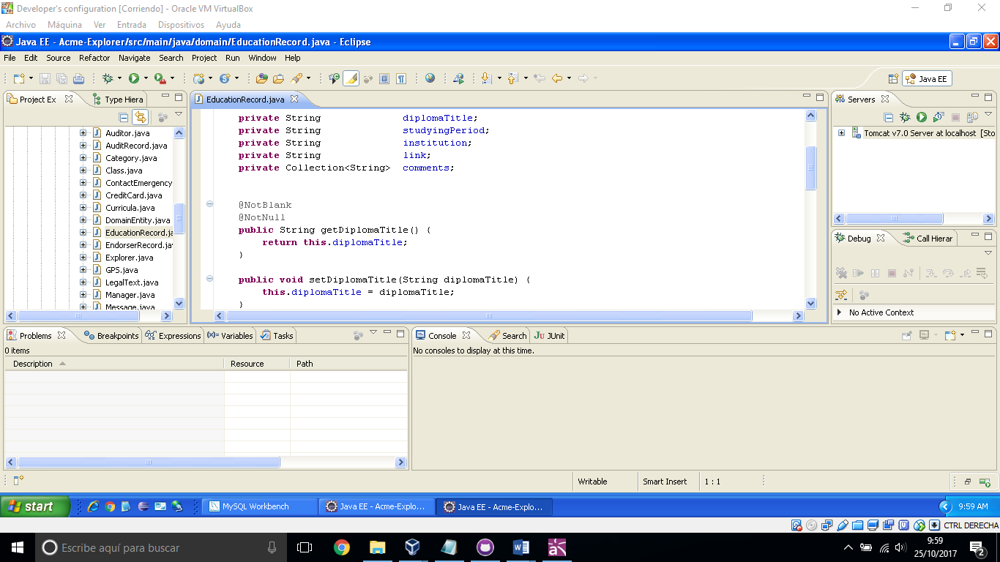 Developer's configuration [Corriendo] - Oracle VM VirtualBox
Archivo Máquina Ver Entrada Dispositivos Ayuda
Java EE - Acme-Explorer/src/main/java/domain/EducationRecord.java - Eclipse
File Edit Source Refactor Navigate Search Project Run Window Help
Java EE
Project Ex Type Hiera
EducationRecord.java
Servers
Auditor.java
AuditRecord.java
Category.java
Class.java
ContactEmergency
CreditCard.java
Curricula.java
DomainEntity.java
EducationRecord.ja
EndorserRecord.jav
Explorer.java
GPS.java
LegalText.java
Manager.java
Message.java
private String diplomaTitle;
private String studyingPeriod;
private String institution;
private String link;
private Collection<String> comments;
@NotBlank
@NotNull
public String getDiplomaTitle() {
return this.diplomaTitle;
}
public void setDiplomaTitle(String diplomaTitle) {
this.diplomaTitle = diplomaTitle;
}
Tomcat v7.0 Server at localhost [Sto
Debug Call Hierar
No Active Context
Problems Breakpoints Expressions Variables Tasks
0 items
Description Resource Path
Console Search JUnit
No consoles to display at this time.
Writable Smart Insert 1 : 1
start MySQL Workbench Java EE - Acme-Explo... Java EE - Acme-Explo... 9:59 AM
CTRL DERECHA
Escribe aquí para buscar
9:59
25/10/2017
2